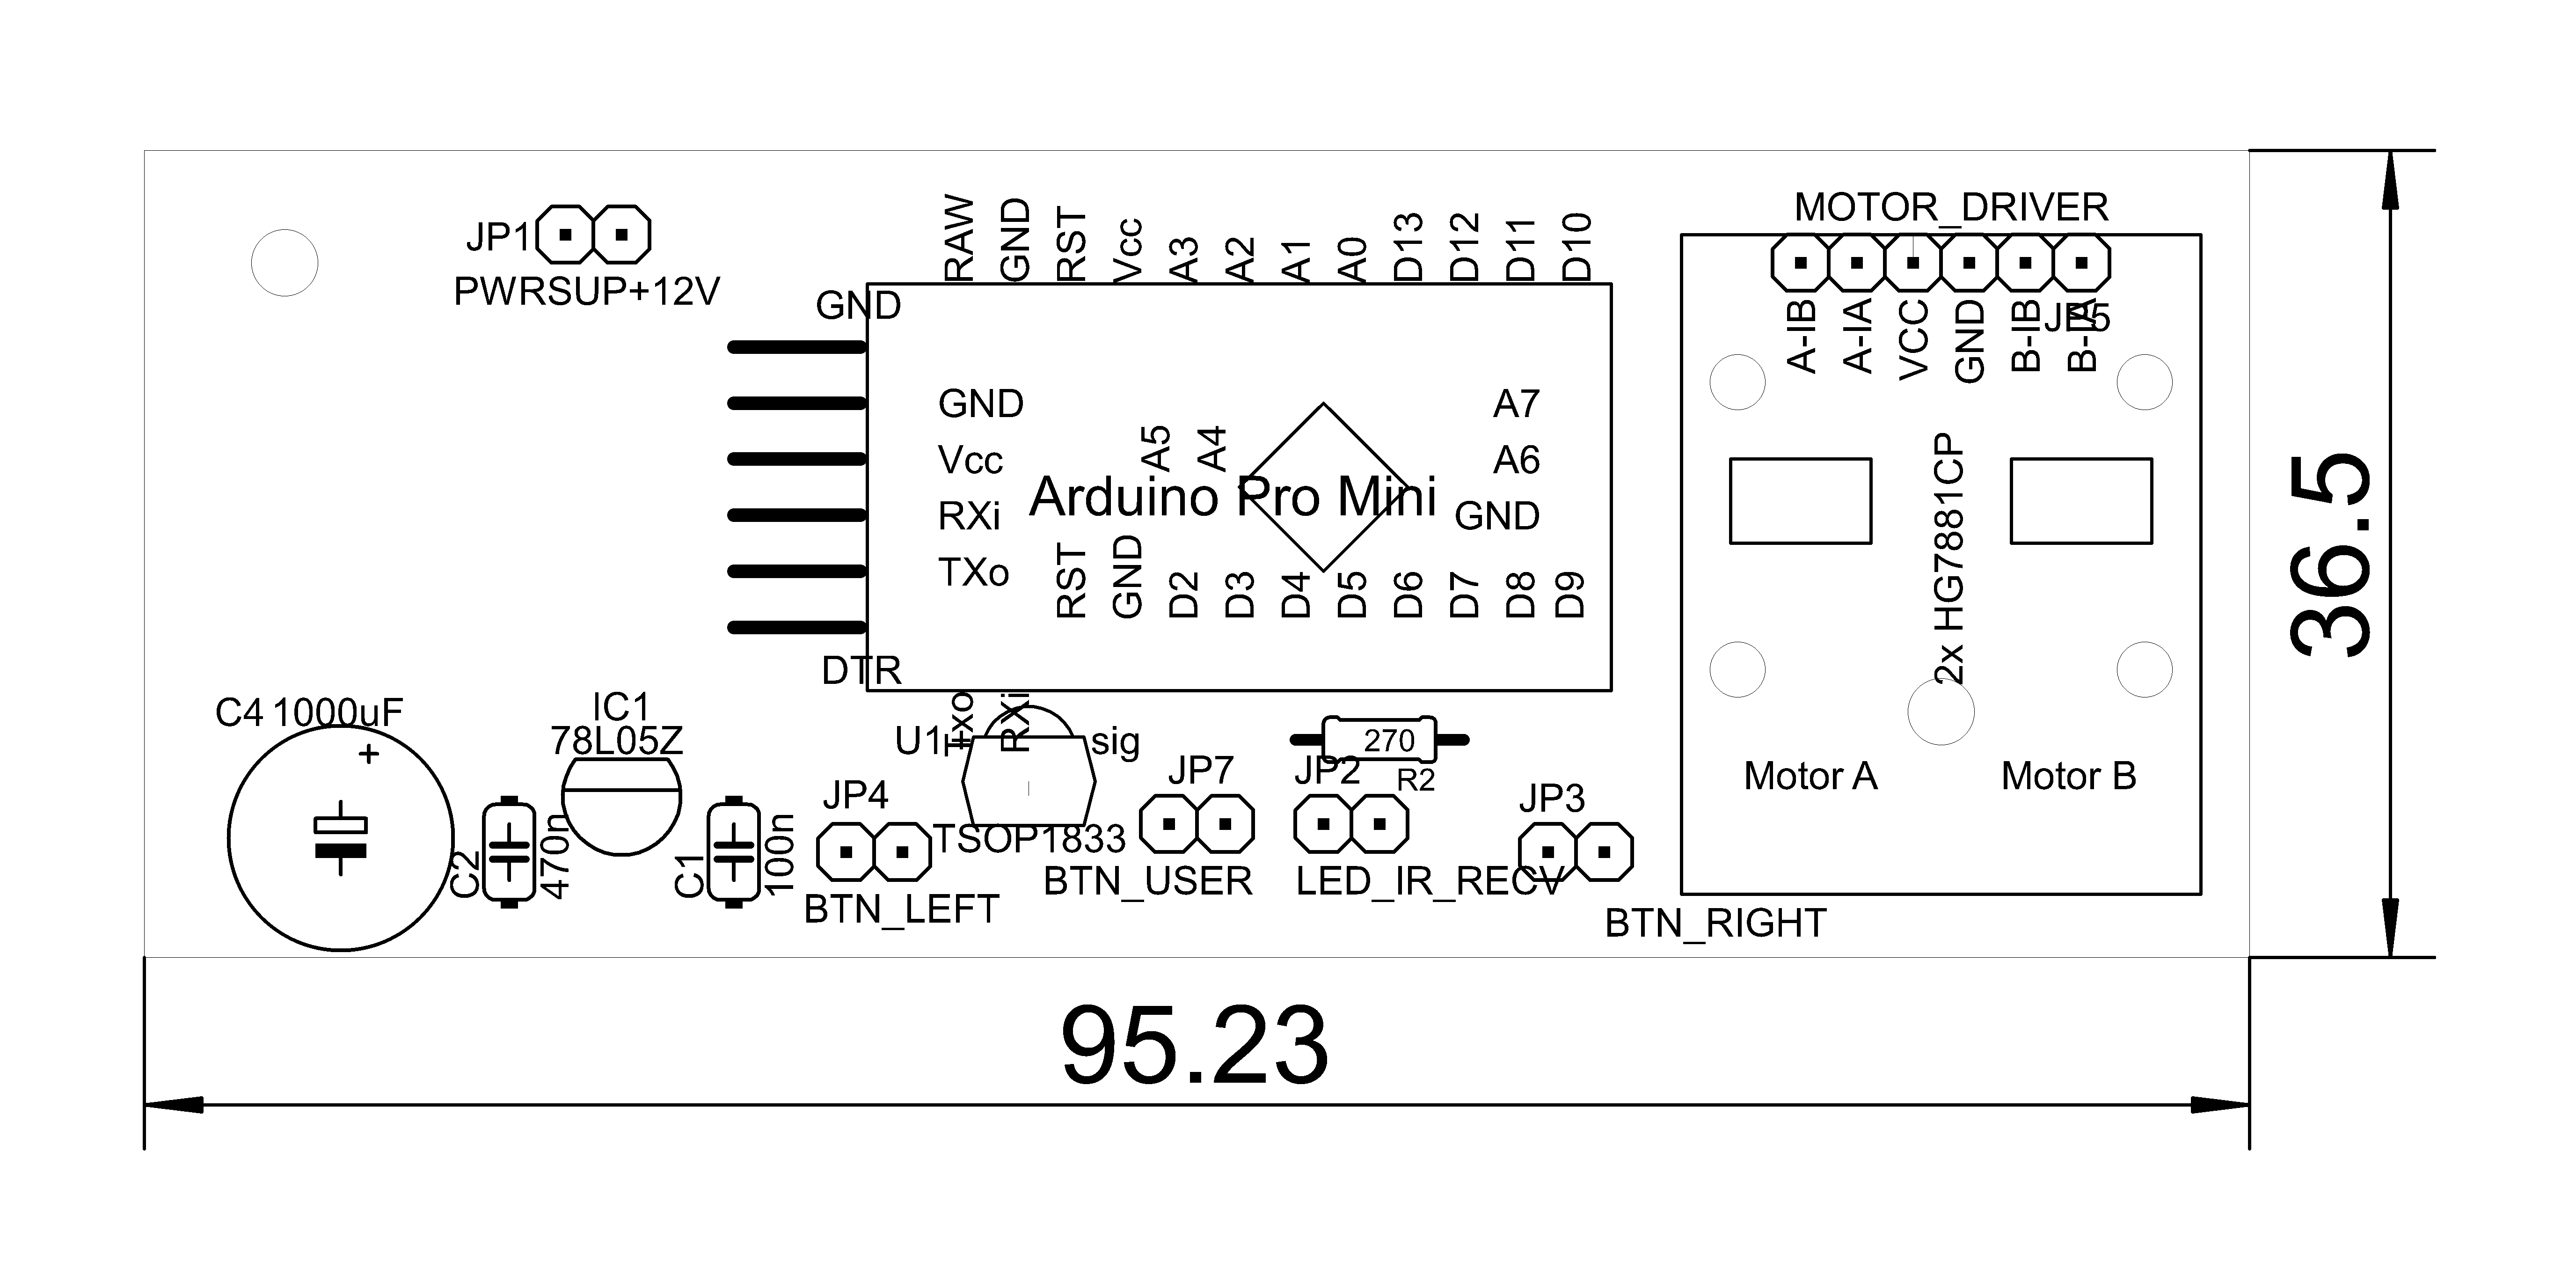 MOTOR_DRIVER
JP1
PWRSUP+12V
RAW
GND
RST
Vcc
A3
A2
A1
A0
D13
D12
D11
D10
GND
A-IB
A-IA
VCC
GND
B-IB
B-IA
JP5
GND
Vcc
RXi
TXo
A5
A4
A7
A6
GND
Arduino Pro Mini
RST
GND
D2
D3
D4
D5
D6
D7
D8
D9
2x HG7881CP
DTR
Txo
RXi
C4
1000uF
+
IC1
78L05Z
U1
+
sig
TSOP1833
270
R2
Motor A
Motor B
C2
470n
C1
100n
JP4
BTN_LEFT
JP7
BTN_USER
JP2
LED_IR_RECV
JP3
BTN_RIGHT
36.5
95.23